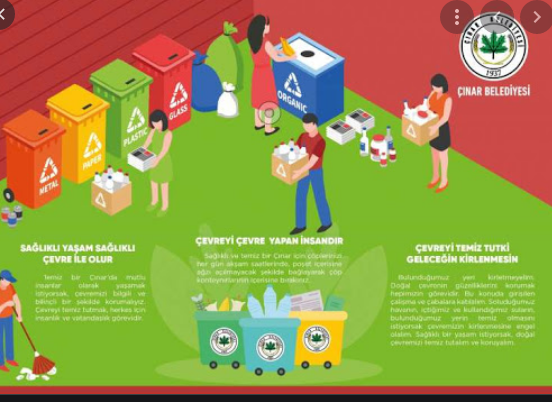 ÇINAR BELEDİYESİ
1937
ÇINAR BELEDİYESİ
ORGANIC
GLASS
PLASTIC
PAPER
METAL
SAĞLIKLI YAŞAM SAĞLIKLI
ÇEVRE İLE OLUR
Temiz bir Çınar'da mutlu
insanlar olarak yaşamak
istiyorsak, çevremizi bilgili ve
bilinçli bir şekilde korumalıyız.
Çevreyi temiz tutmak, herkes için
insanlık ve vatandaşlık görevidir.
ÇEVREYİ ÇEVRE YAPAN İNSANDIR
Sağlıklı ve temiz bir Çınar için çöplerinizi
her gün akşam saatlerinde, poşet içerisine
ağzı açılmayacak şekilde bağlayarak çöp
konteynırlerinin içerisine bırakınız
ÇEVREYİ TEMİZ TUTKİ
GELECEĞİN KİRLENMESİN
Bulunduğumuz yeri kirletmeyelim.
Doğal çevrenin güzelliklerini korumak
hepimizin görevidir. Bu konuda girişilen
çalışma ve çabalara katılalım. Soluduğumuz
havanın, içtiğimiz ve kullandığımız suların,
bulunduğumuz yerin temiz olmasını
istiyorsak çevremizin kirlenmesine engel
olalım. Sağlıklı bir yaşam istiyorsak, doğal
çevremizi temiz tutalım ve koruyalım.